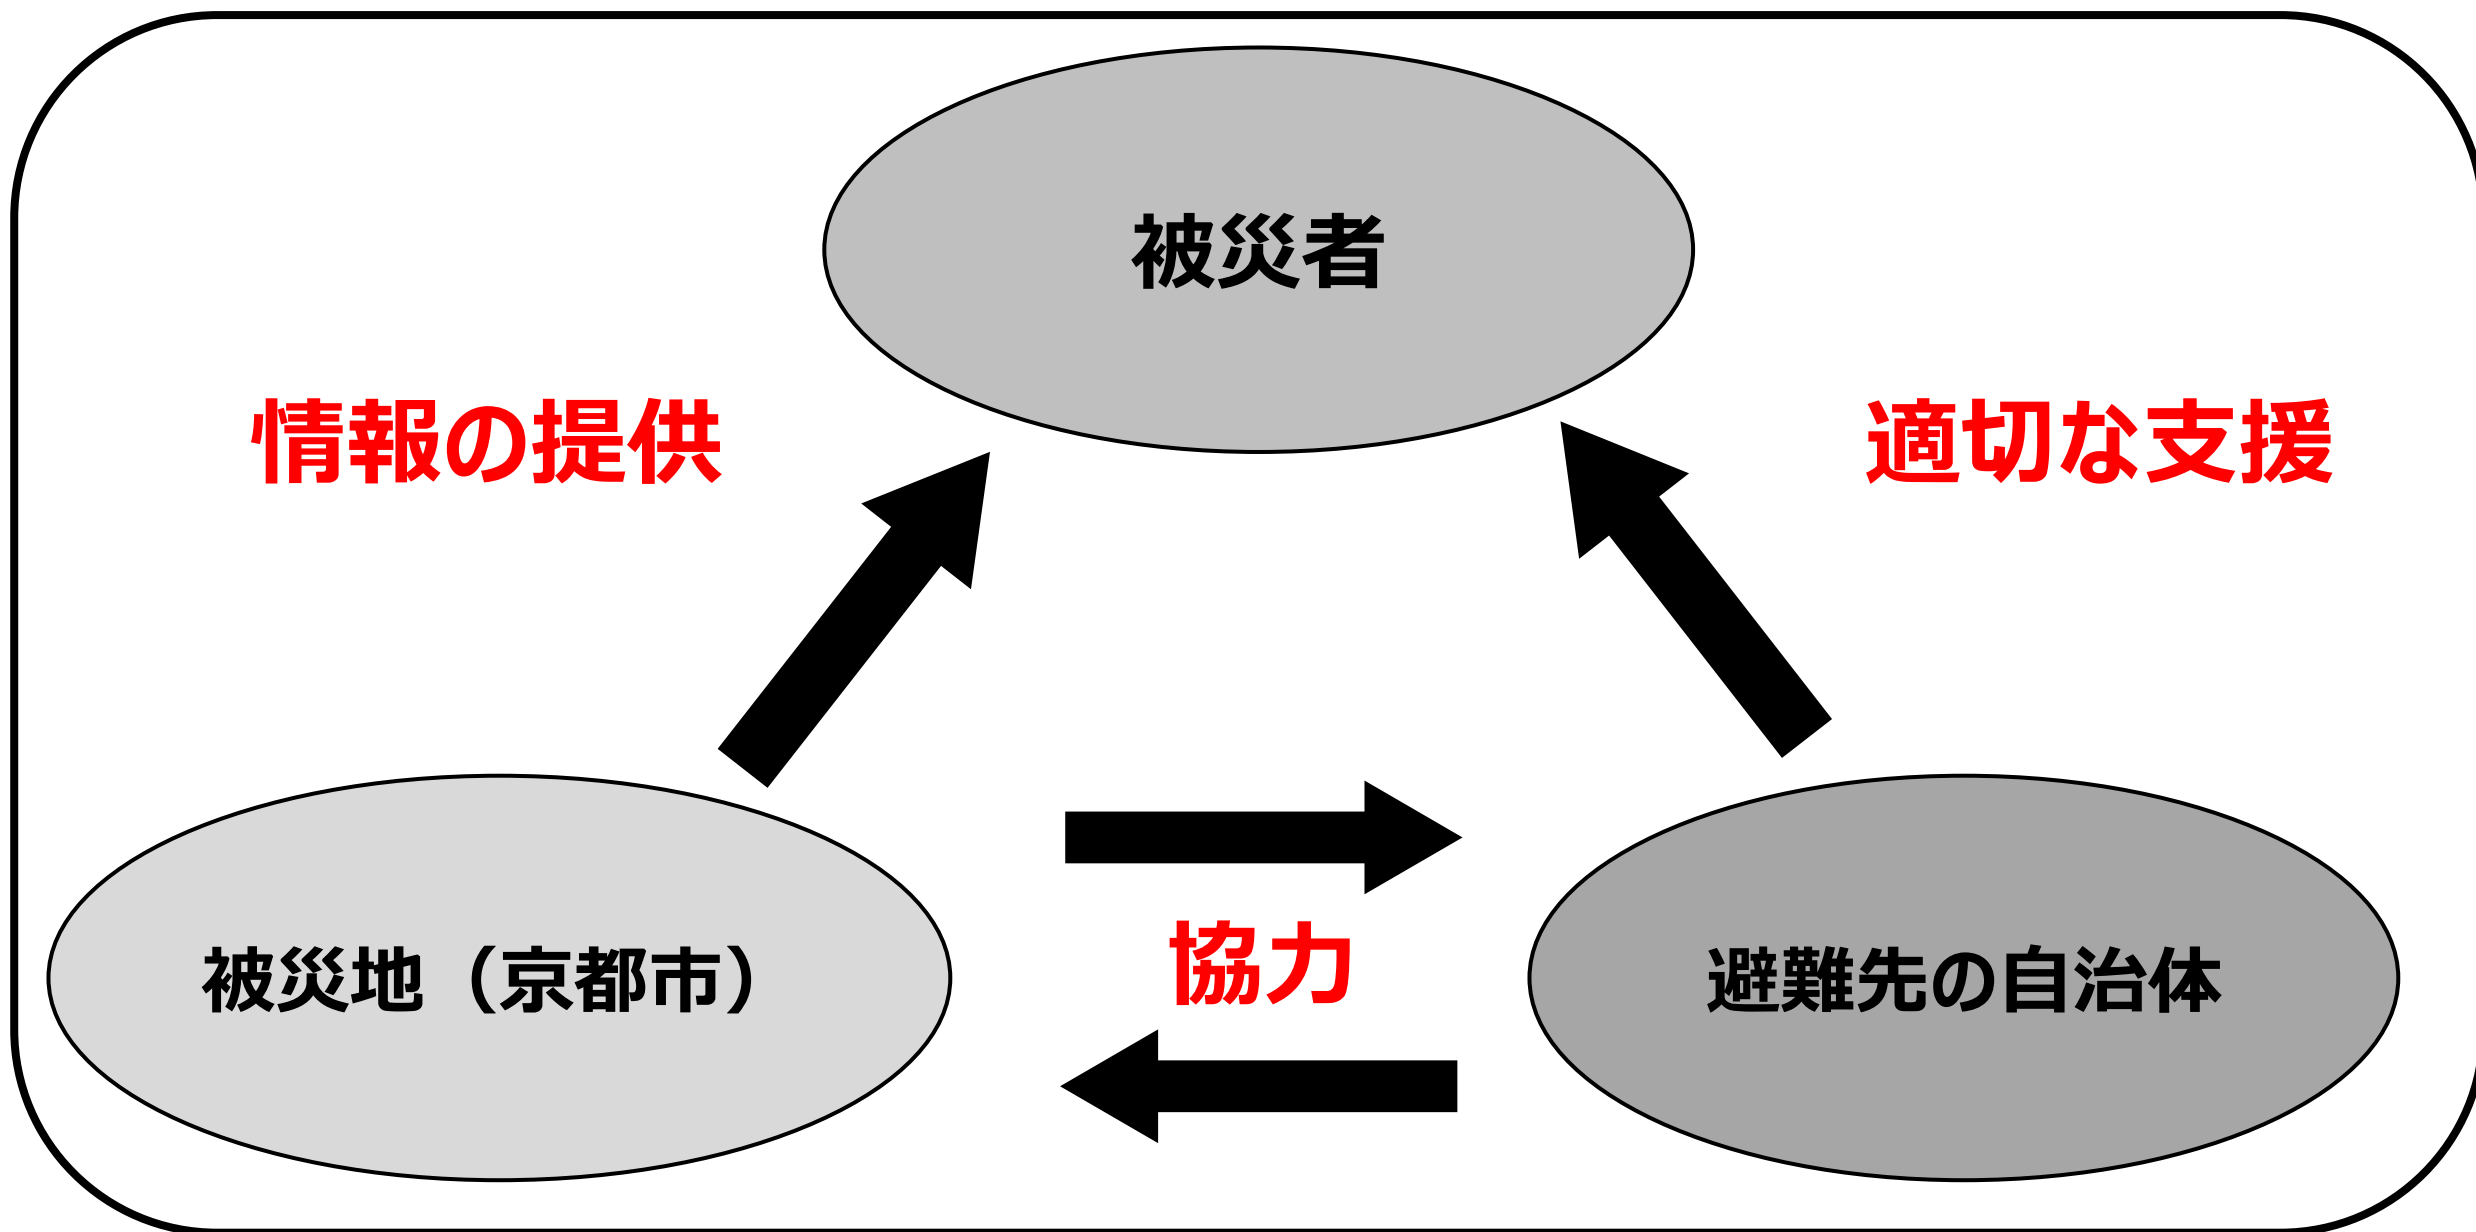 被災者
情報の提供
適切な支援
被災地（京都市）
協力
避難先の自治体